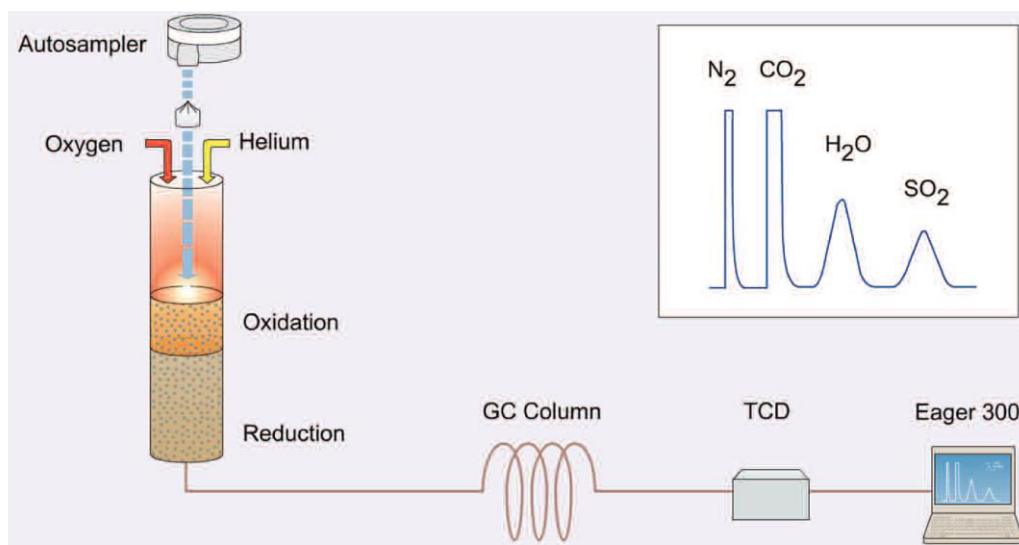 Autosampler
Oxygen
Helium
Oxidation
Reduction
GC Column
TCD
Eager 300
N₂
CO₂
H₂O
SO₂